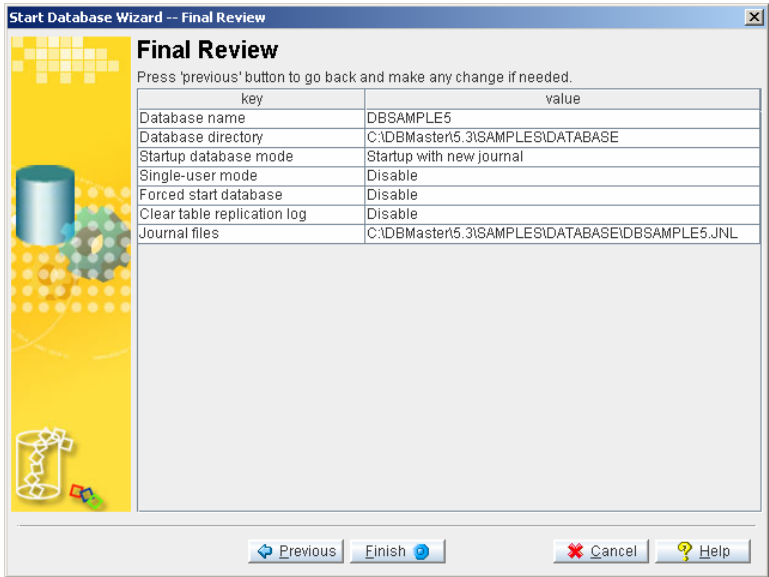 Start Database Wizard -- Final Review
Final Review
Press 'previous' button to go back and make any change if needed.
key value
Database name DBSAMPLE5
Database directory C:\DBMaster\5.3\SAMPLES\DATABASE
Startup database mode Startup with new journal
Single-user mode Disable
Forced start database Disable
Clear table replication log Disable
Journal files C:\DBMaster\5.3\SAMPLES\DATABASE\DBSAMPLE5.JNL
Previous Finish Cancel Help